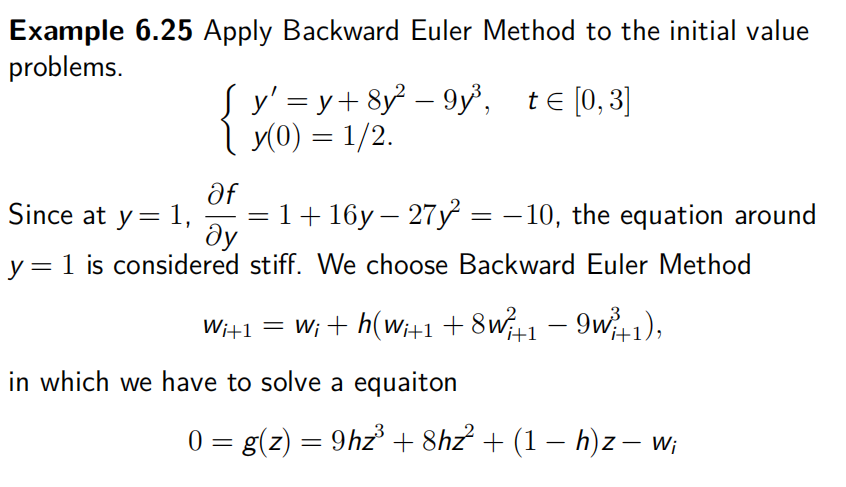 Example 6.25 Apply Backward Euler Method to the initial value
problems.
{ y′ = y + 8y² − 9y³, t ∈ [0, 3]
y(0) = 1/2.
Since at y = 1, ∂f/∂y = 1 + 16y − 27y² = −10, the equation around
y = 1 is considered stiff. We choose Backward Euler Method
wᵢ₊₁ = wᵢ + h(wᵢ₊₁ + 8w²ᵢ₊₁ − 9w³ᵢ₊₁),
in which we have to solve a equaiton
0 = g(z) = 9hz³ + 8hz² + (1 − h)z − wᵢ